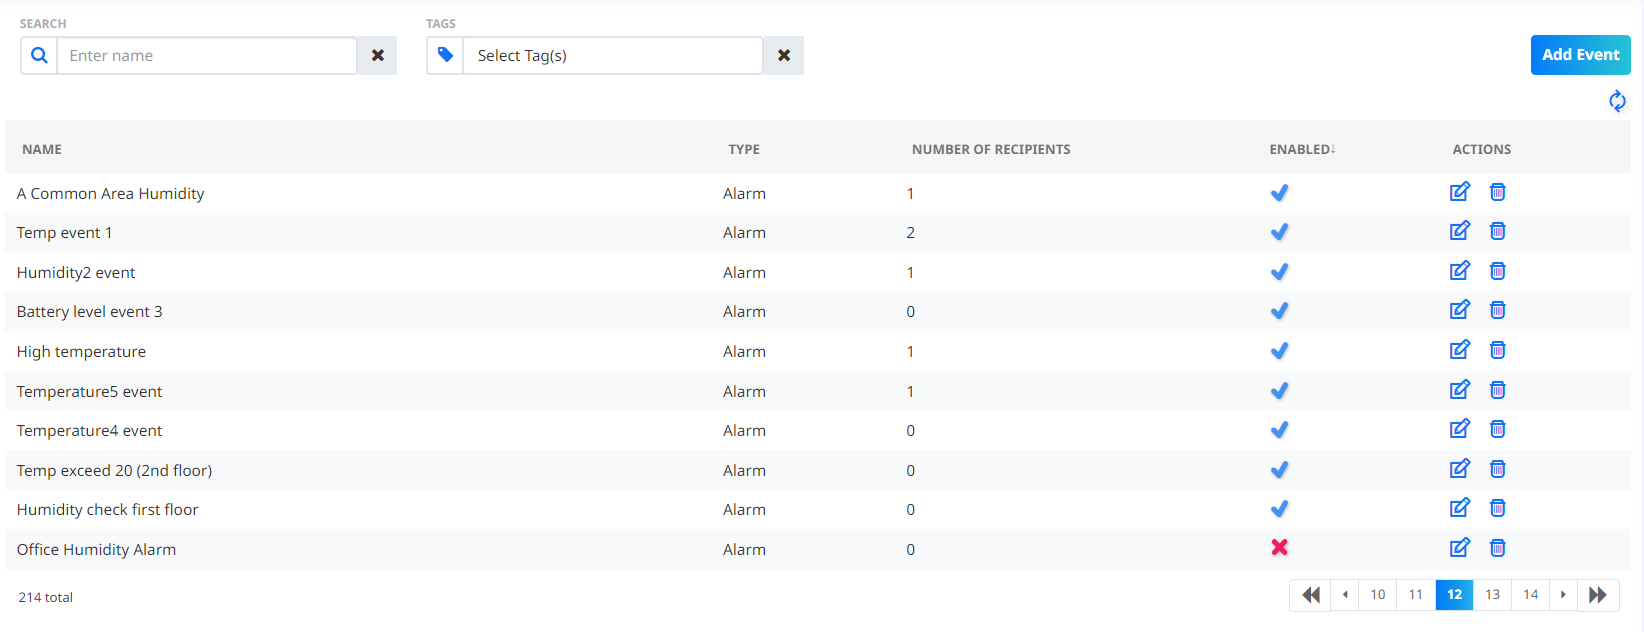 SEARCH TAGS
Enter name Select Tag(s) Add Event
NAME TYPE NUMBER OF RECIPIENTS ENABLED↓ ACTIONS
A Common Area Humidity Alarm 1
Temp event 1 Alarm 2
Humidity2 event Alarm 1
Battery level event 3 Alarm 0
High temperature Alarm 1
Temperature5 event Alarm 1
Temperature4 event Alarm 0
Temp exceed 20 (2nd floor) Alarm 0
Humidity check first floor Alarm 0
Office Humidity Alarm Alarm 0
214 total 10 11 12 13 14